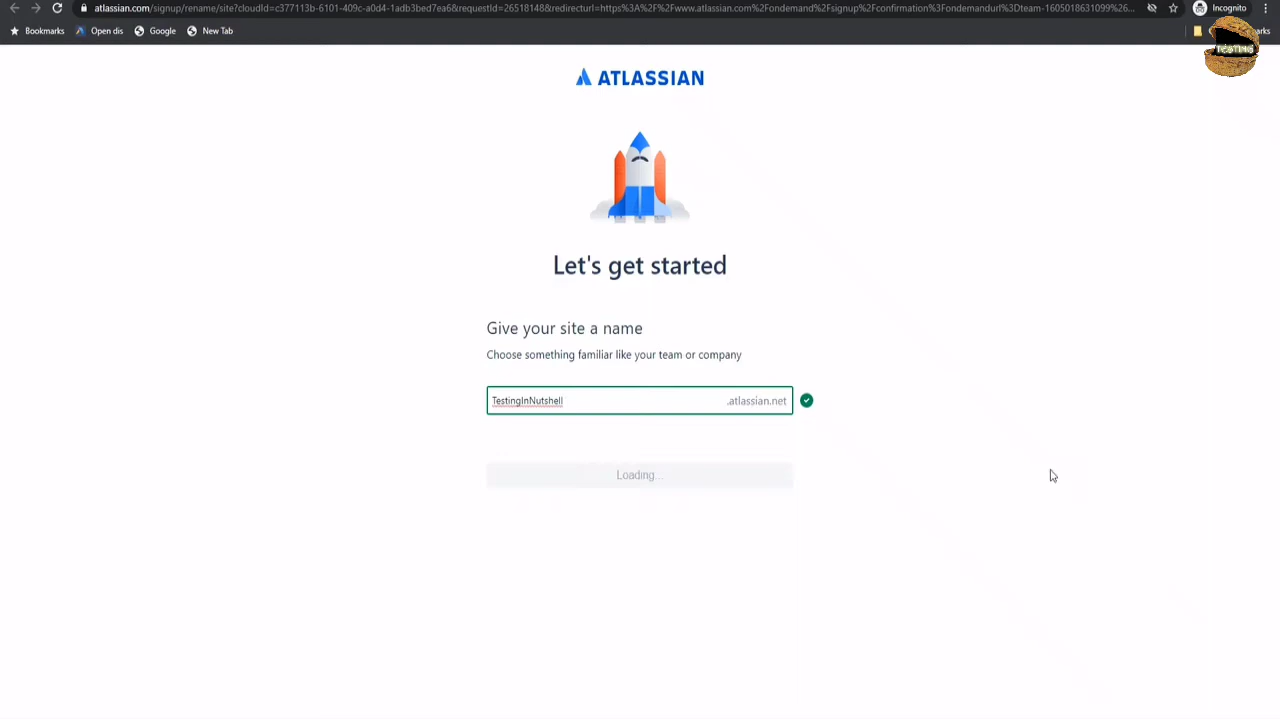 atlassian.com/signup/rename/site?cloudId=c377113b-6101-409c-a0d4-1adb3bed7ea6&requestId=26518148&redirecturl=https%3A%2F%2Fwww.atlassian.com%2Fondemand%2Fsignup%2Fconfirmation%3Fondemandurl%3Dteam-1605018631099%26... Incognito
Bookmarks Open dis Google New Tab
TESTING
ATLASSIAN
Let's get started
Give your site a name
Choose something familiar like your team or company
TestingInNutshell .atlassian.net
Loading...